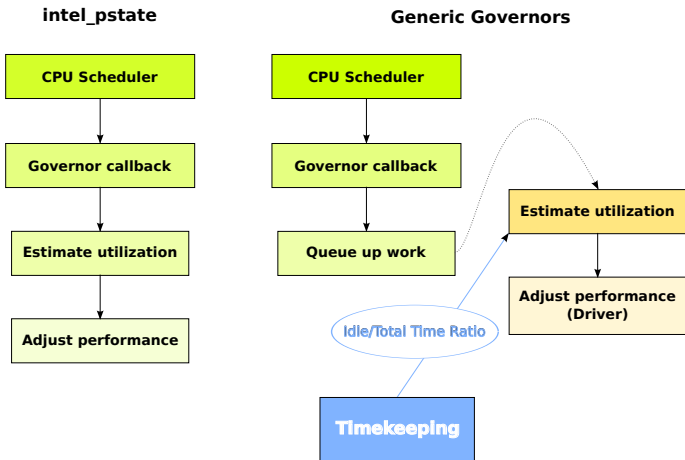 intel_pstate
CPU Scheduler
Governor callback
Estimate utilization
Adjust performance
Generic Governors
CPU Scheduler
Governor callback
Queue up work
Estimate utilization
Adjust performance
(Driver)
Idle/Total Time Ratio
Timekeeping